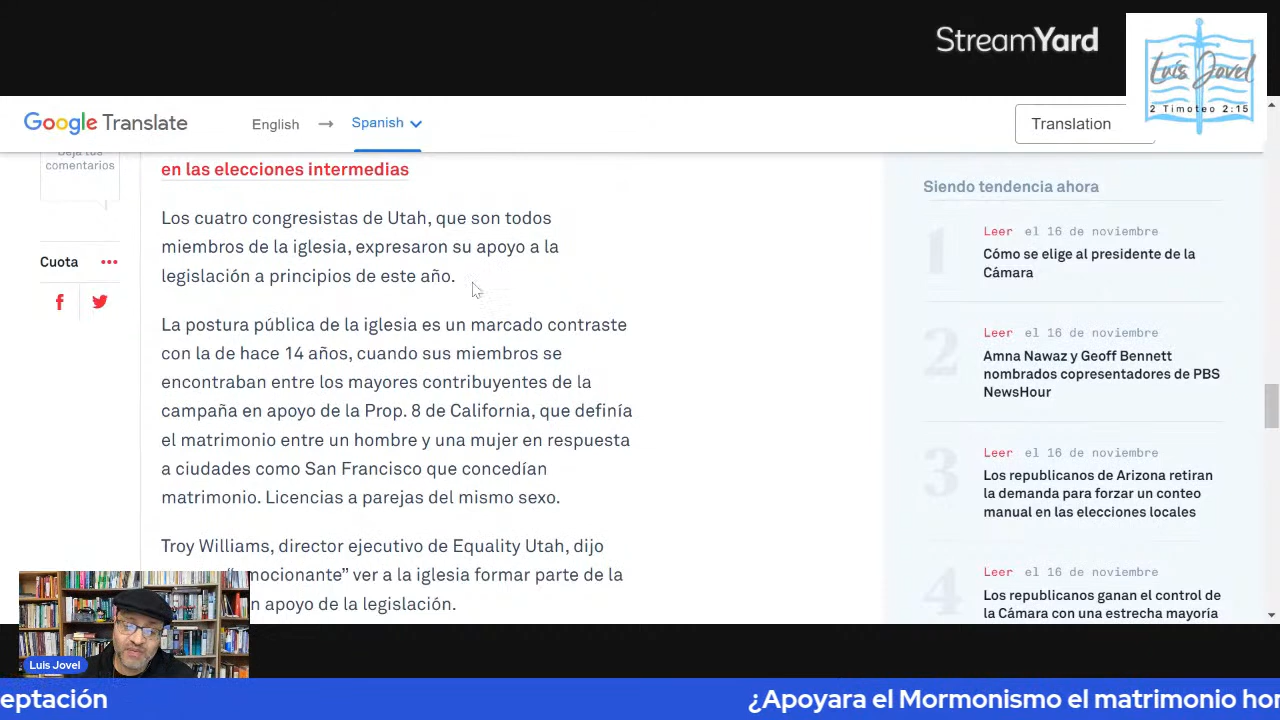 StreamYard
Luis Jovel
2 Timoteo 2:15
Google Translate
English → Spanish
Translation
Deja tus
comentarios
Cuota
en las elecciones intermedias
Los cuatro congresistas de Utah, que son todos
miembros de la iglesia, expresaron su apoyo a la
legislación a principios de este año.
La postura pública de la iglesia es un marcado contraste
con la de hace 14 años, cuando sus miembros se
encontraban entre los mayores contribuyentes de la
campaña en apoyo de la Prop. 8 de California, que definía
el matrimonio entre un hombre y una mujer en respuesta
a ciudades como San Francisco que concedían
matrimonio. Licencias a parejas del mismo sexo.
Troy Williams, director ejecutivo de Equality Utah, dijo
mocionante” ver a la iglesia formar parte de la
n apoyo de la legislación.
Siendo tendencia ahora
1
Leer el 16 de noviembre
Cómo se elige al presidente de la
Cámara
2
Leer el 16 de noviembre
Amna Nawaz y Geoff Bennett
nombrados copresentadores de PBS
NewsHour
3
Leer el 16 de noviembre
Los republicanos de Arizona retiran
la demanda para forzar un conteo
manual en las elecciones locales
4
Leer el 16 de noviembre
Los republicanos ganan el control de
la Cámara con una estrecha mayoría
Luis Jovel
eptación
¿Apoyara el Mormonismo el matrimonio hor